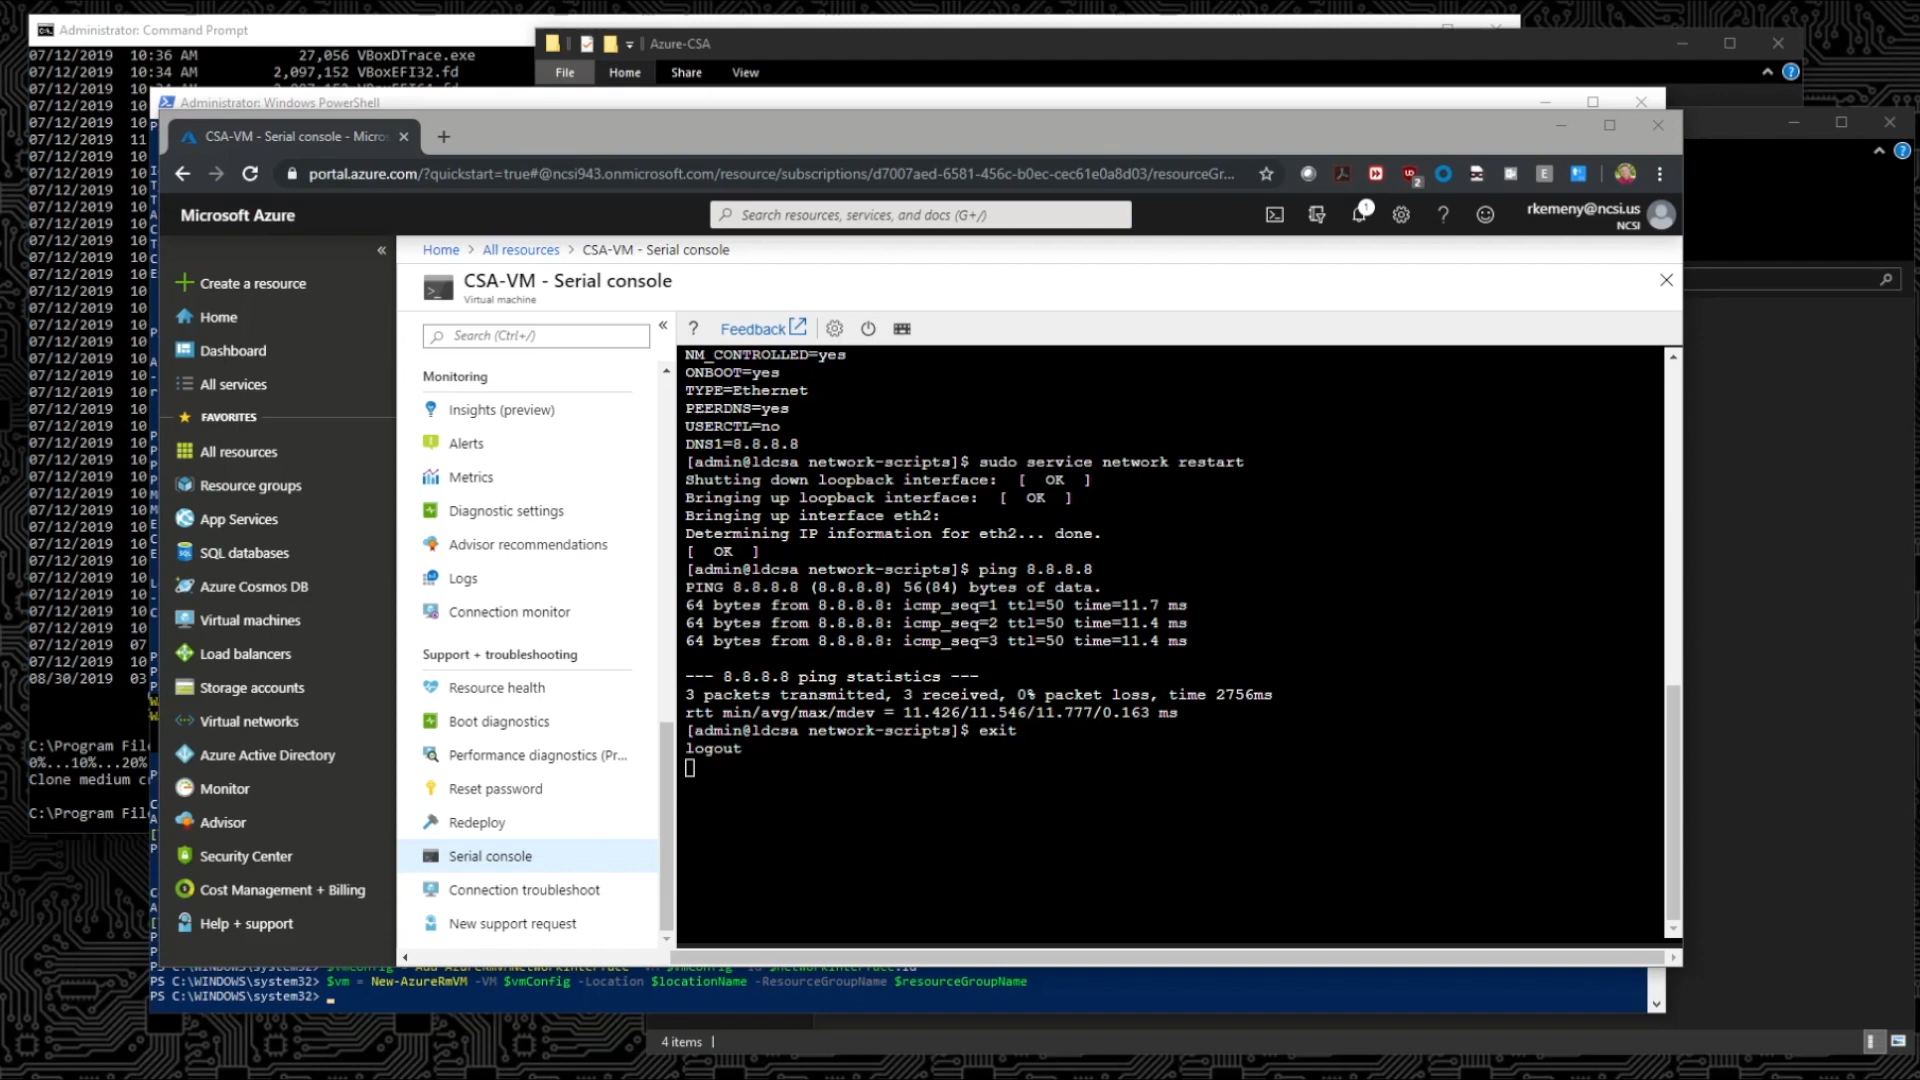 Administrator: Command Prompt
07/12/2019 10:36 AM 27,056 VBoxDTrace.exe
07/12/2019 10:34 AM 2,097,152 VBoxEFI32.fd
Azure-CSA
File Home Share View
Administrator: Windows PowerShell
CSA-VM - Serial console - Micro
portal.azure.com/?quickstart=true#@ncsi943.onmicrosoft.com/resource/subscriptions/d7007aed-6581-456c-b0ec-cec61e0a8d03/resourceGr...
Microsoft Azure
Search resources, services, and docs (G+/)
1
rkemeny@ncsi.us
NCSI
Home > All resources > CSA-VM - Serial console
CSA-VM - Serial console
Virtual machine
Create a resource
Home
Dashboard
All services
FAVORITES
All resources
Resource groups
App Services
SQL databases
Azure Cosmos DB
Virtual machines
Load balancers
Storage accounts
Virtual networks
Azure Active Directory
Monitor
Advisor
Security Center
Cost Management + Billing
Help + support
Search (Ctrl+/)
Monitoring
Insights (preview)
Alerts
Metrics
Diagnostic settings
Advisor recommendations
Logs
Connection monitor
Support + troubleshooting
Resource health
Boot diagnostics
Performance diagnostics (Pr...
Reset password
Redeploy
Serial console
Connection troubleshoot
New support request
? Feedback
NM_CONTROLLED=yes
ONBOOT=yes
TYPE=Ethernet
PEERDNS=yes
USERCTL=no
DNS1=8.8.8.8
[admin@ldcsa network-scripts]$ sudo service network restart
Shutting down loopback interface: [ OK ]
Bringing up loopback interface: [ OK ]
Bringing up interface eth2:
Determining IP information for eth2... done.
[ OK ]
[admin@ldcsa network-scripts]$ ping 8.8.8.8
PING 8.8.8.8 (8.8.8.8) 56(84) bytes of data.
64 bytes from 8.8.8.8: icmp_seq=1 ttl=50 time=11.7 ms
64 bytes from 8.8.8.8: icmp_seq=2 ttl=50 time=11.4 ms
64 bytes from 8.8.8.8: icmp_seq=3 ttl=50 time=11.4 ms
--- 8.8.8.8 ping statistics ---
3 packets transmitted, 3 received, 0% packet loss, time 2756ms
rtt min/avg/max/mdev = 11.426/11.546/11.777/0.163 ms
[admin@ldcsa network-scripts]$ exit
logout
08/30/2019 03
C:\Program Fil
0%...10%...20%
Clone medium c
C:\Program Fil
PS C:\WINDOWS\system32> $vm = New-AzureRmVM -VM $vmConfig -Location $locationName -ResourceGroupName $resourceGroupName
PS C:\WINDOWS\system32>
4 items